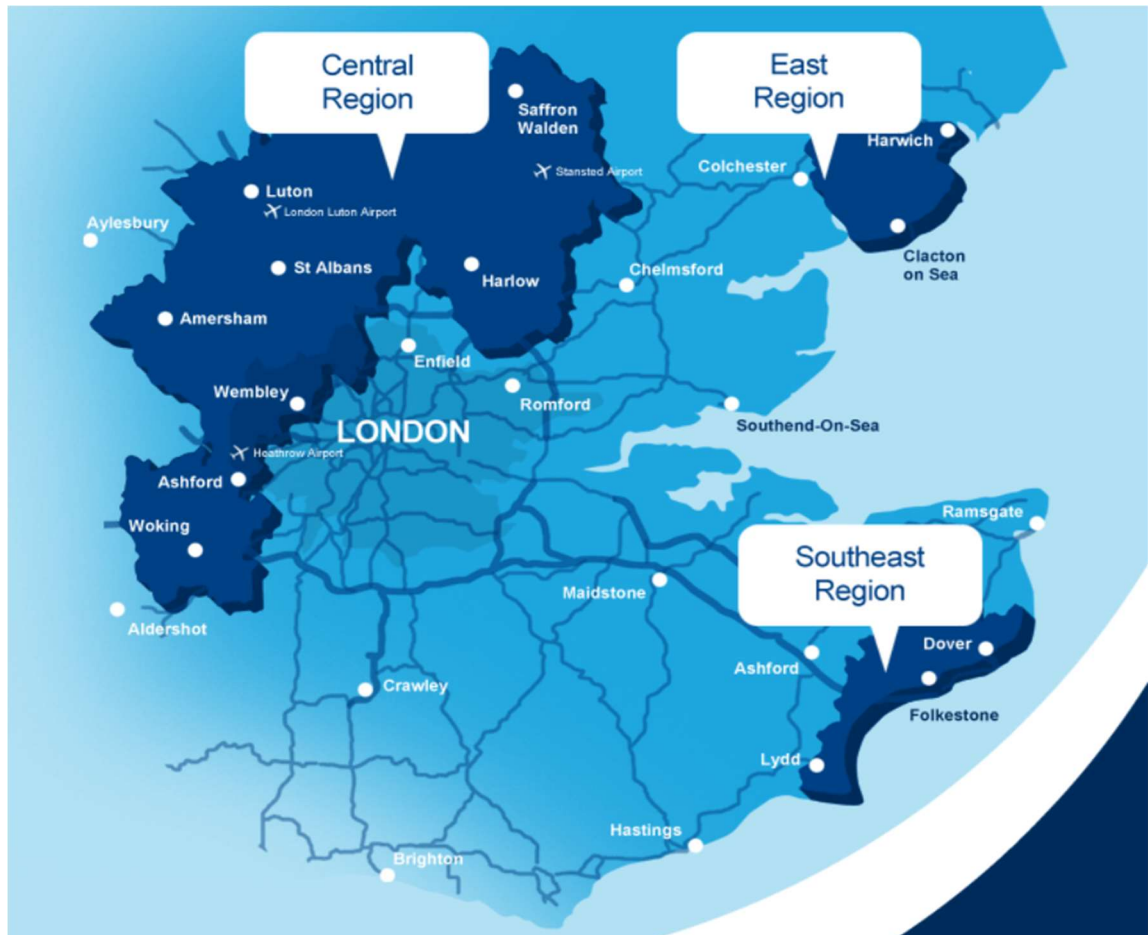 Central
Region
East
Region
Saffron
Walden
Harwich
Stansted Airport
Colchester
Luton
London Luton Airport
Aylesbury
St Albans
Clacton
on Sea
Harlow
Chelmsford
Amersham
Enfield
Wembley
Romford
LONDON
Southend-On-Sea
Heathrow Airport
Ashford
Ramsgate
Woking
Southeast
Region
Maidstone
Aldershot
Dover
Ashford
Crawley
Folkestone
Lydd
Hastings
Brighton